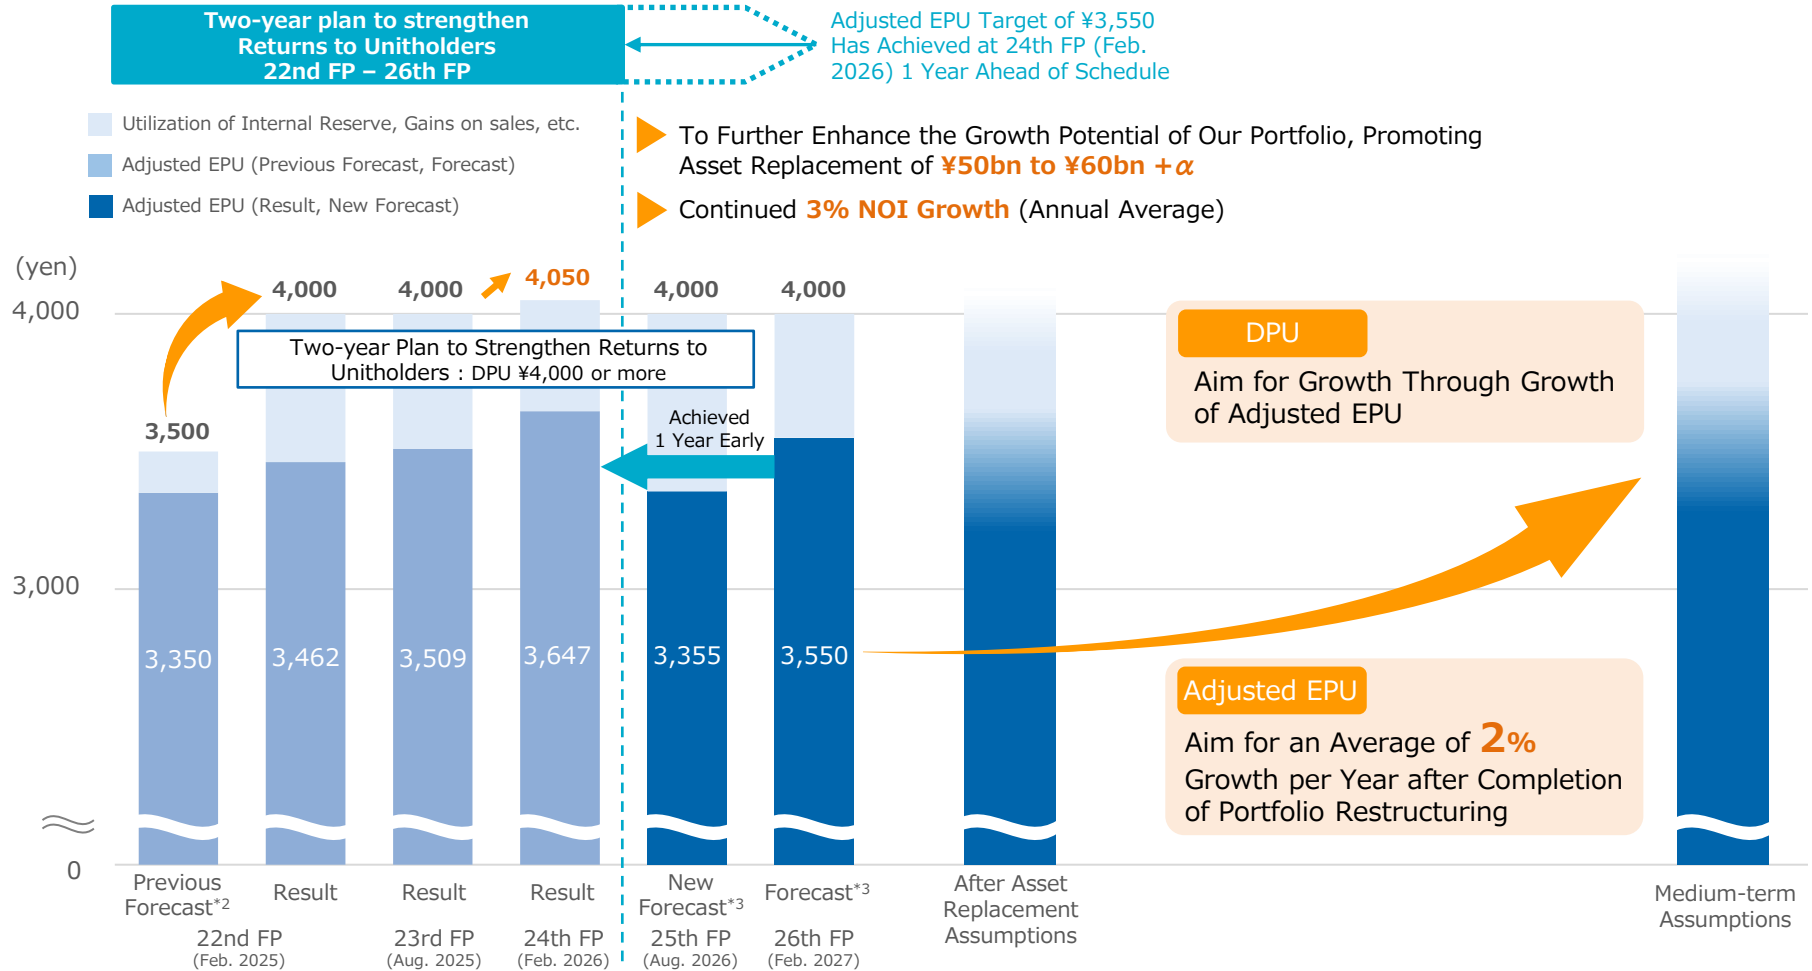 Two-year plan to strengthen
Returns to Unitholders
22nd FP – 26th FP
Adjusted EPU Target of ¥3,550
Has Achieved at 24th FP (Feb.
2026) 1 Year Ahead of Schedule
Utilization of Internal Reserve, Gains on sales, etc.
Adjusted EPU (Previous Forecast, Forecast)
Adjusted EPU (Result, New Forecast)
To Further Enhance the Growth Potential of Our Portfolio, Promoting
Asset Replacement of ¥50bn to ¥60bn +α
Continued 3% NOI Growth (Annual Average)
(yen)
4,000
3,000
0
3,500
4,000
4,000
4,050
4,000
4,000
Two-year Plan to Strengthen Returns to
Unitholders : DPU ¥4,000 or more
Achieved
1 Year Early
3,350
3,462
3,509
3,647
3,355
3,550
DPU
Aim for Growth Through Growth
of Adjusted EPU
Adjusted EPU
Aim for an Average of 2%
Growth per Year after Completion
of Portfolio Restructuring
Previous
Forecast*2
Result
Result
Result
New
Forecast*3
Forecast*3
After Asset
Replacement
Assumptions
Medium-term
Assumptions
22nd FP
(Feb. 2025)
23rd FP
(Aug. 2025)
24th FP
(Feb. 2026)
25th FP
(Aug. 2026)
26th FP
(Feb. 2027)